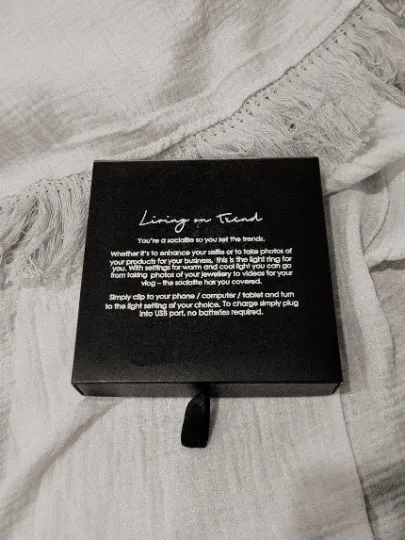 Living on Trend
You're a socialite so you set the trends.
Whether it's to enhance your selfie or to take photos of
your products for your business, this is the light ring for
you. With settings for warm and cool light you can go
from taking photos of your jewellery to videos for your
vlog – the socialite has you covered.
Simply clip to your phone / computer / tablet and turn
to the light setting of your choice. To charge simply plug
into USB port, no batteries required.